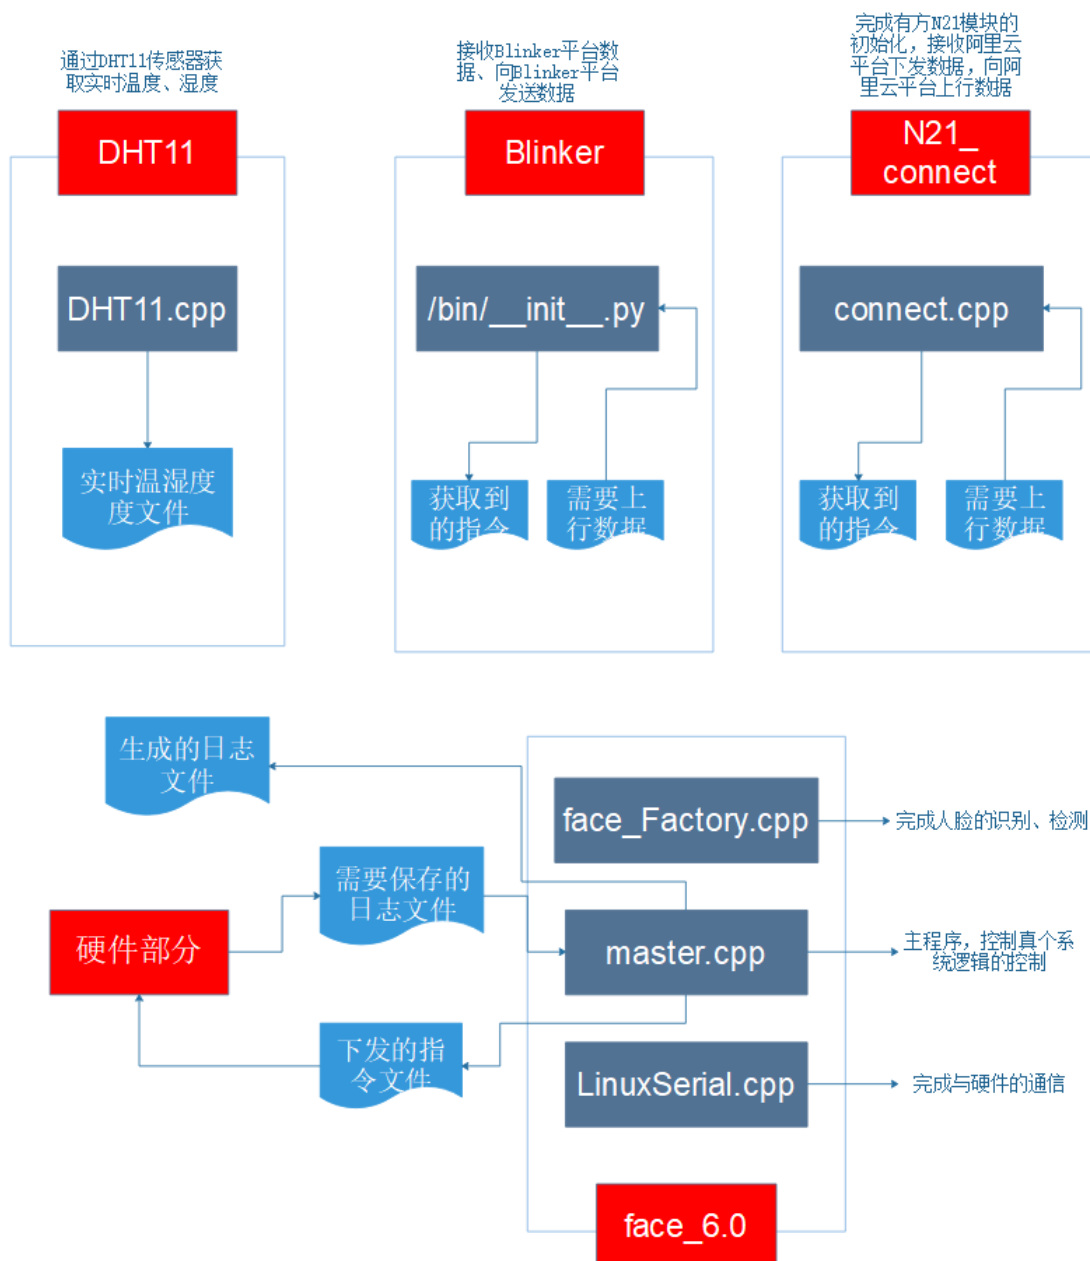 通过DHT11传感器获
取实时温度、湿度
DHT11
DHT11.cpp
实时温湿度
度文件
接收Blinker平台数
据、向Blinker平台
发送数据
Blinker
/bin/__init__.py
获取到
的指令
需要上
行数据
完成有方N21模块的
初始化，接收阿里云
平台下发数据，向阿
里云平台上行数据
N21_
connect
connect.cpp
获取到
的指令
需要上
行数据
生成的日志
文件
face_Factory.cpp
完成人脸的识别、检测
需要保存的
日志文件
硬件部分
master.cpp
主程序，控制真个系
统逻辑的控制
下发的指
令文件
LinuxSerial.cpp
完成与硬件的通信
face_6.0